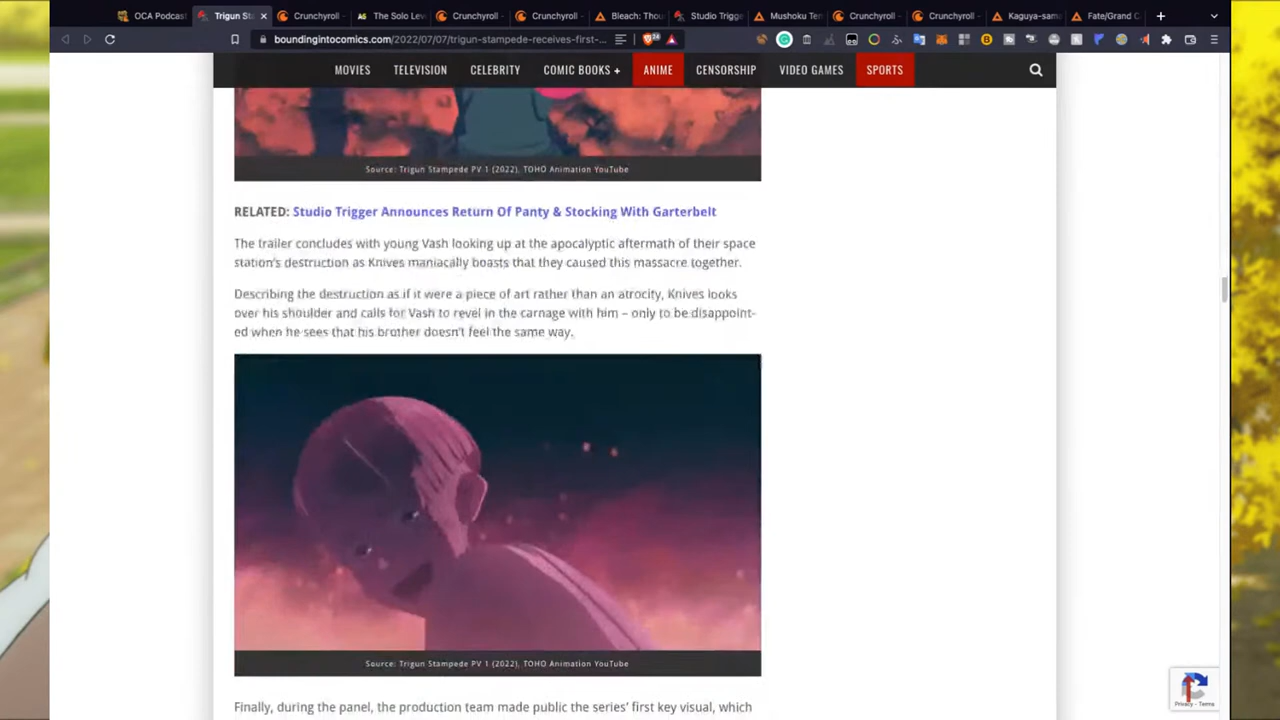 OCA Podcast
Trigun St
Crunchyroll
The Solo Lev
Crunchyroll
Crunchyroll
Bleach: Thou
Studio Trigge
Mushoku Ten
Crunchyroll
Crunchyroll
Kaguya-sama
Fate/Grand C
boundingintocomics.com/2022/07/07/trigun-stampede-receives-first-...
MOVIES TELEVISION CELEBRITY COMIC BOOKS + ANIME CENSORSHIP VIDEO GAMES SPORTS
Source: Trigun Stampede PV 1 (2022), TOHO Animation YouTube
RELATED: Studio Trigger Announces Return Of Panty & Stocking With Garterbelt
The trailer concludes with young Vash looking up at the apocalyptic aftermath of their space
station's destruction as Knives maniacally boasts that they caused this massacre together.
Describing the destruction as if it were a piece of art rather than an atrocity, Knives looks
over his shoulder and calls for Vash to revel in the carnage with him – only to be disappoint-
ed when he sees that his brother doesn't feel the same way.
Source: Trigun Stampede PV 1 (2022), TOHO Animation YouTube
Finally, during the panel, the production team made public the series' first key visual, which
Privacy - Terms